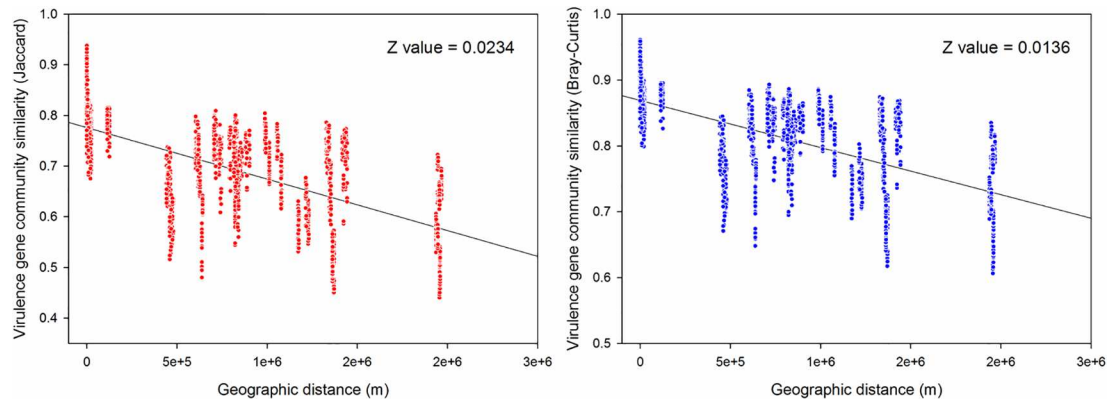 Virulence gene community similarity (Jaccard)
1.0
0.9
0.8
0.7
0.6
0.5
0.4
Z value = 0.0234
0
5e+5
1e+6
2e+6
2e+6
3e+6
Geographic distance (m)
Virulence gene community similarity (Bray-Curtis)
1.0
0.9
0.8
0.7
0.6
0.5
Z value = 0.0136
0
5e+5
1e+6
2e+6
2e+6
3e+6
Geographic distance (m)